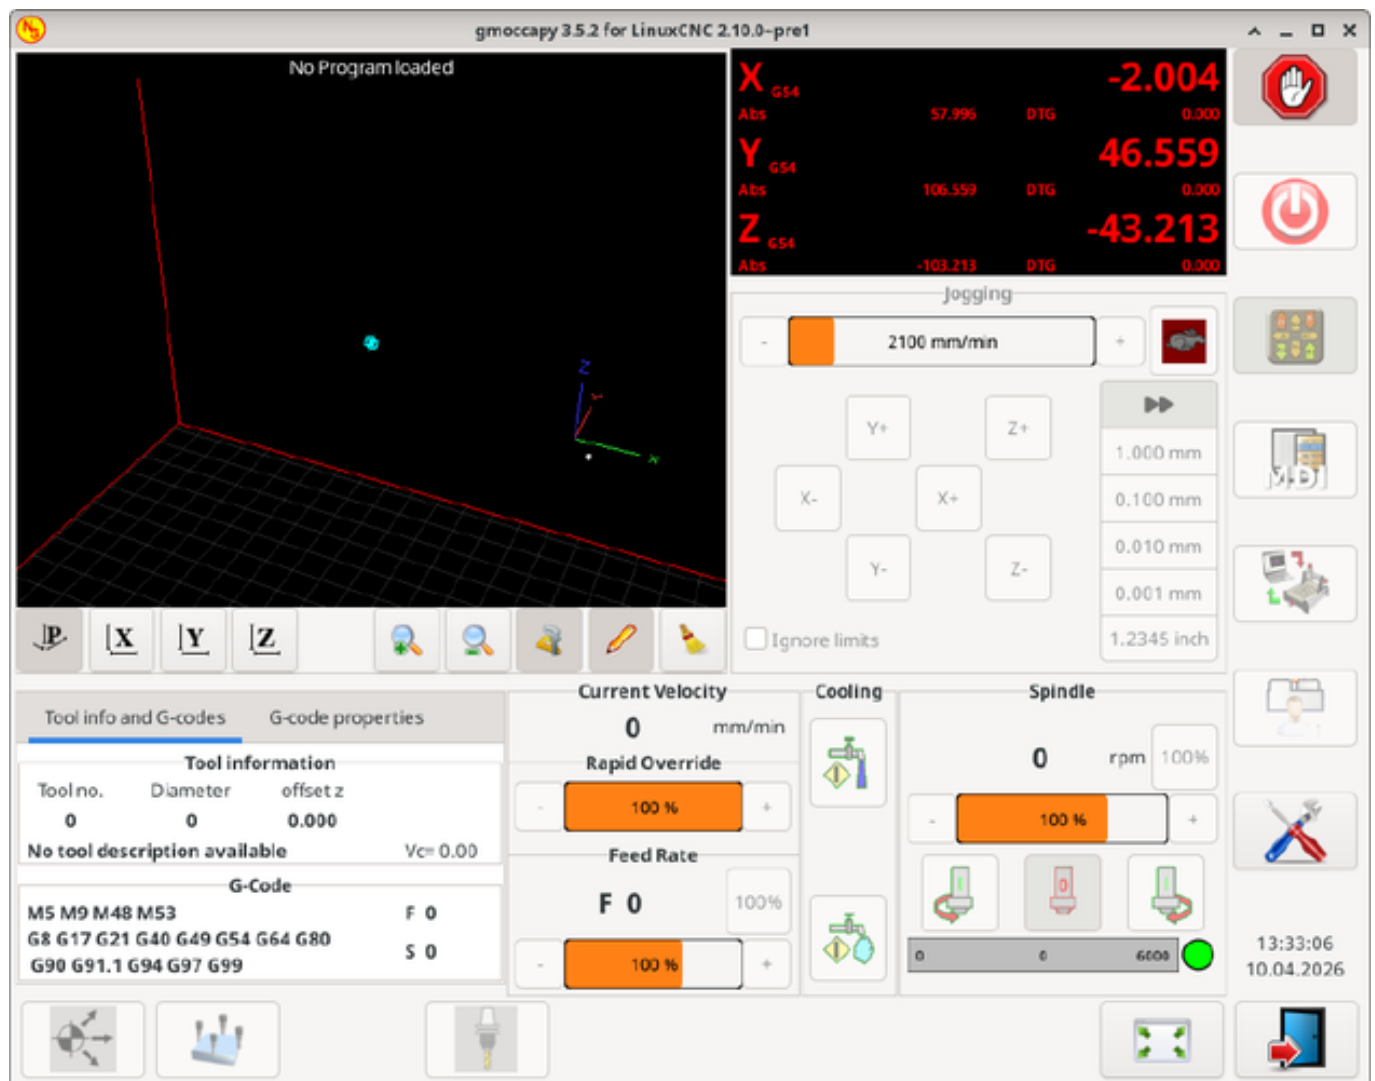 gmoccapy 3.5.2 for LinuxCNC 2.10.0~pre1
No Program loaded
X G54 -2.004
Abs 57.996 DTG 0.000
Y G54 46.559
Abs 106.559 DTG 0.000
Z G54 -43.213
Abs -103.213 DTG 0.000
Z
Y
X
Jogging
- 2100 mm/min +
Y+ Z+
X- X+
Y- Z-
1.000 mm
0.100 mm
0.010 mm
0.001 mm
1.2345 inch
Ignore limits
MDI
P X Y Z
Tool info and G-codes G-code properties
Tool information
Tool no. Diameter offset z
0 0 0.000
No tool description available Vc= 0.00
G-Code
M5 M9 M48 M53 F 0
G8 G17 G21 G40 G49 G54 G64 G80 S 0
G90 G91.1 G94 G97 G99
Current Velocity
0 mm/min
Rapid Override
- 100 % +
Feed Rate
F 0 100%
- 100 % +
Cooling
Spindle
0 rpm 100%
- 100 % +
I 0 I
0 0 6000
13:33:06
10.04.2026